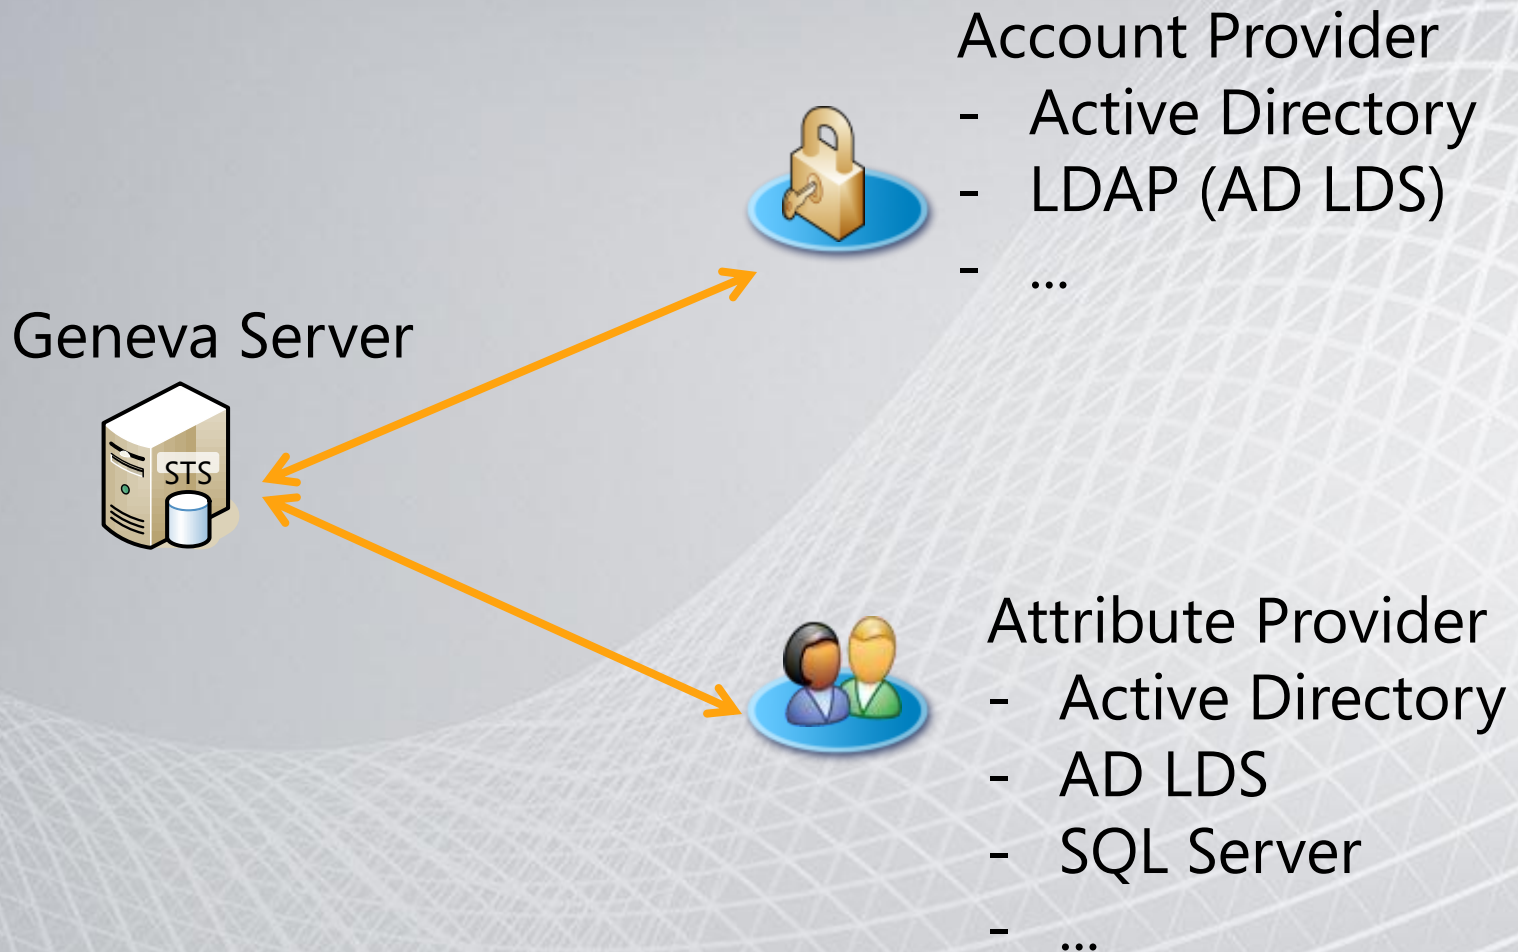 Account Provider
- Active Directory
- LDAP (AD LDS)
- ...
Geneva Server
STS
Attribute Provider
- Active Directory
- AD LDS
- SQL Server
- ...